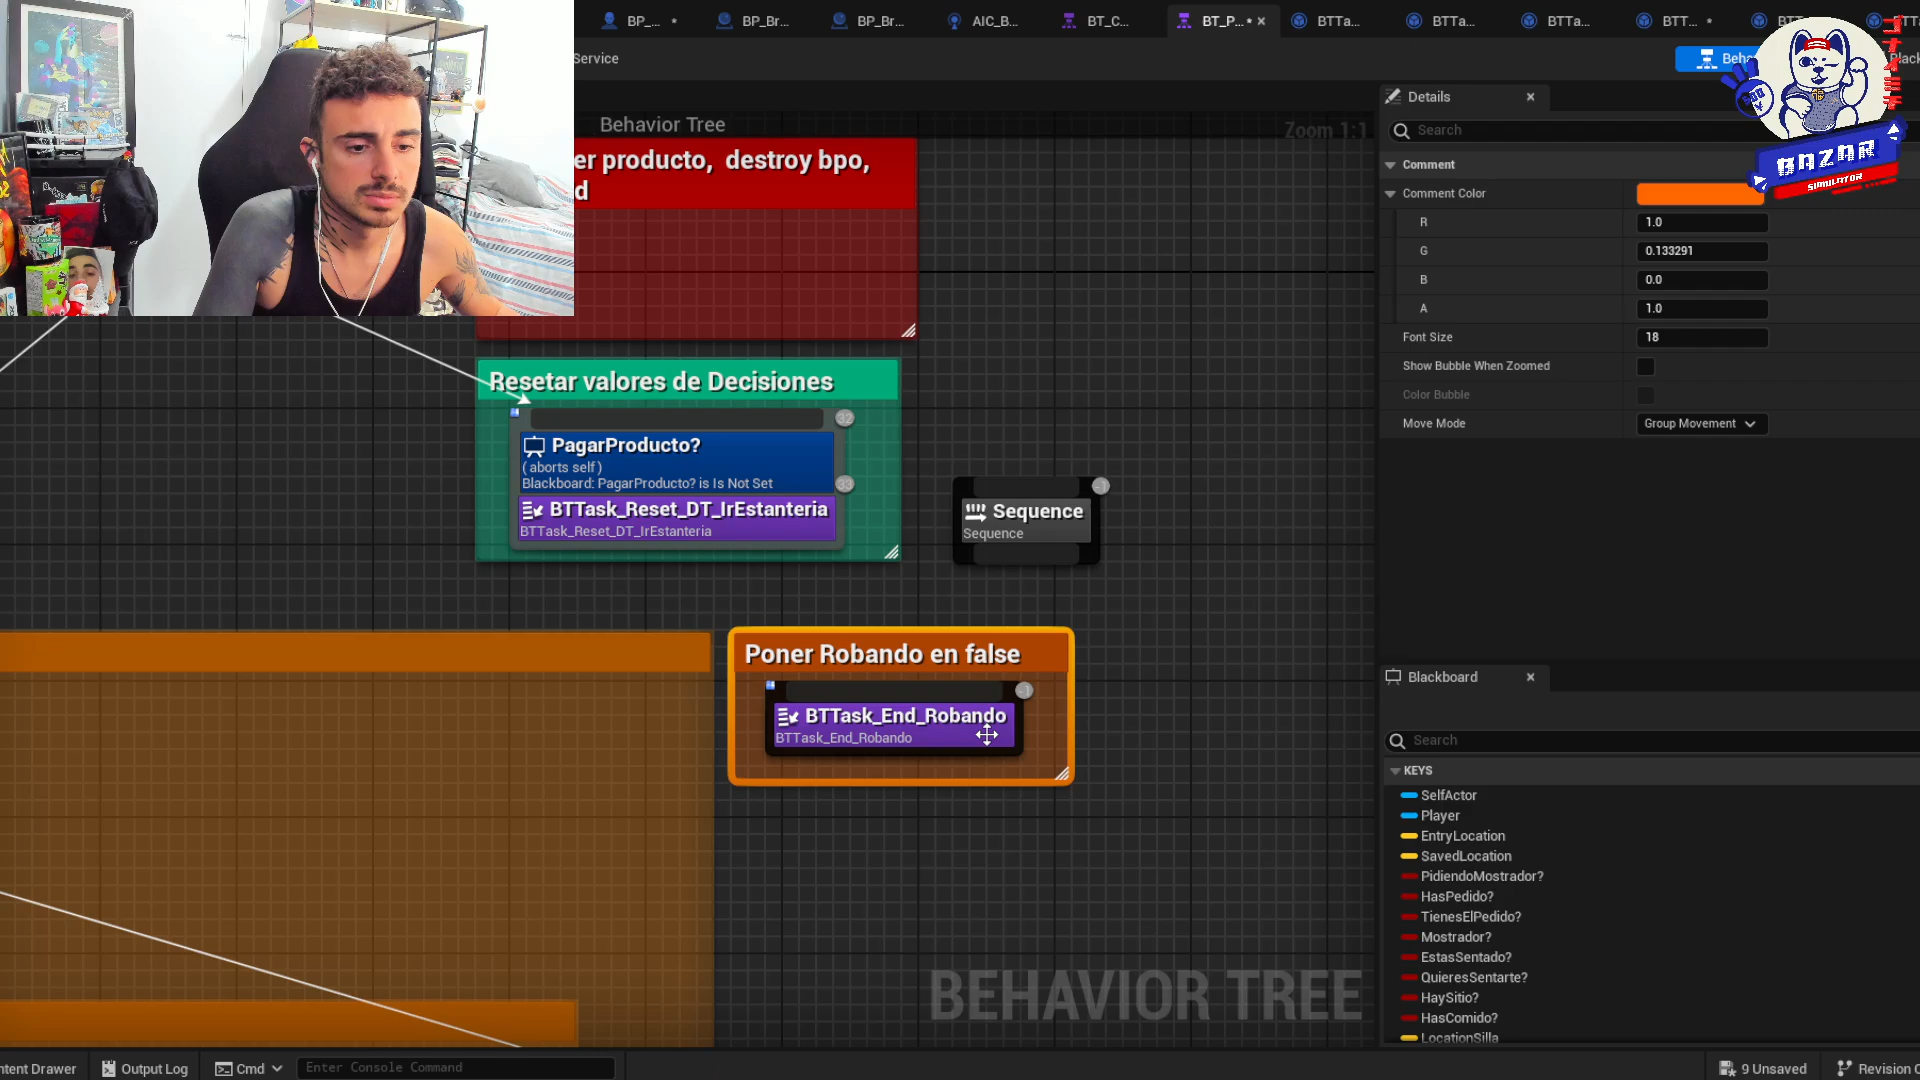 BP_... *
BP_Br...
BP_Br...
AIC_B...
BT_C...
BT_P... *
BTTa...
BTTa...
BTTa...
BTT... *
Service
Beha
Behavior Tree
Zoom 1:1
er producto, destroy bpo,
d
Resetar valores de Decisiones
32
PagarProducto?
( aborts self )
Blackboard: PagarProducto? is Is Not Set
33
BTTask_Reset_DT_IrEstanteria
BTTask_Reset_DT_IrEstanteria
-1
Sequence
Sequence
Poner Robando en false
-1
BTTask_End_Robando
BTTask_End_Robando
BEHAVIOR TREE
Details
Search
Comment
Comment Color
R
1.0
G
0.133291
B
0.0
A
1.0
Font Size
18
Show Bubble When Zoomed
Color Bubble
Move Mode
Group Movement
BAZAR
SIMULATOR
Blackboard
Search
KEYS
SelfActor
Player
EntryLocation
SavedLocation
PidiendoMostrador?
HasPedido?
TienesElPedido?
Mostrador?
EstasSentado?
QuieresSentarte?
HaySitio?
HasComido?
LocationSilla
ntent Drawer
Output Log
Cmd
Enter Console Command
9 Unsaved
Revision C